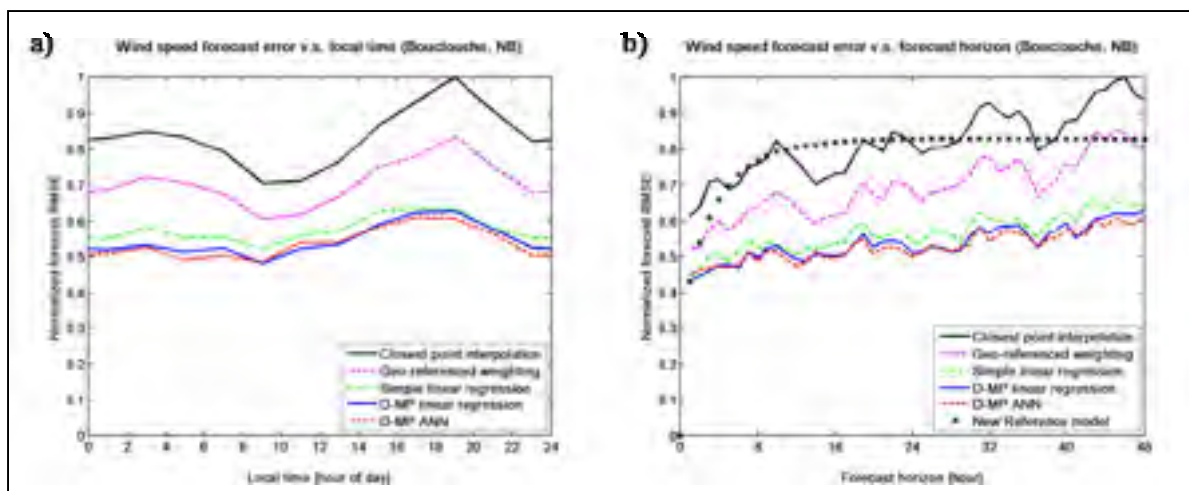 a)
Wind speed forecast error v.s. local time (Bouctouche, NB)
Normalized forecast RMSE
1
0.9
0.8
0.7
0.6
0.5
0.4
0.3
0.2
0.1
0
0 2 4 6 8 10 12 14 16 18 20 22 24
Local time [hour of day]
Closest point interpolation
Geo-referenced weighting
Simple linear regression
O-MP linear regression
O-MP ANN
b)
Wind speed forecast error v.s. forecast horizon (Bouctouche, NB)
Normalized forecast RMSE
1
0.9
0.8
0.7
0.6
0.5
0.4
0.3
0.2
0.1
0
0 8 16 24 32 40 48
Forecast horizon [hour]
Closest point interpolation
Geo-referenced weighting
Simple linear regression
O-MP linear regression
O-MP ANN
New Reference model